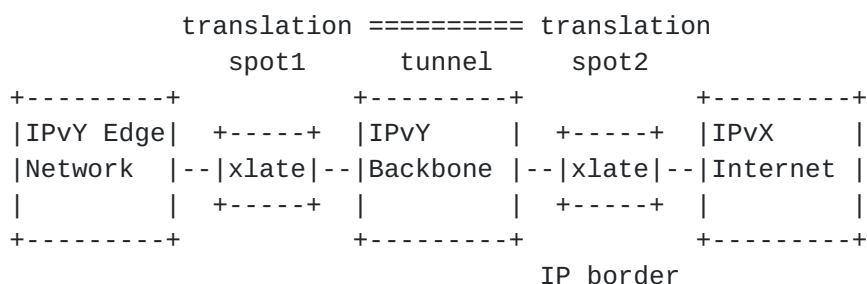 translation ========== translation
spot1 tunnel spot2
+---------+ +---------+ +---------+
|IPvY Edge| +-----+ |IPvY | +-----+ |IPvX |
|Network |--|xlate|--|Backbone |--|xlate|--|Internet |
| | +-----+ | | +-----+ | |
+---------+ +---------+ +---------+
IP border